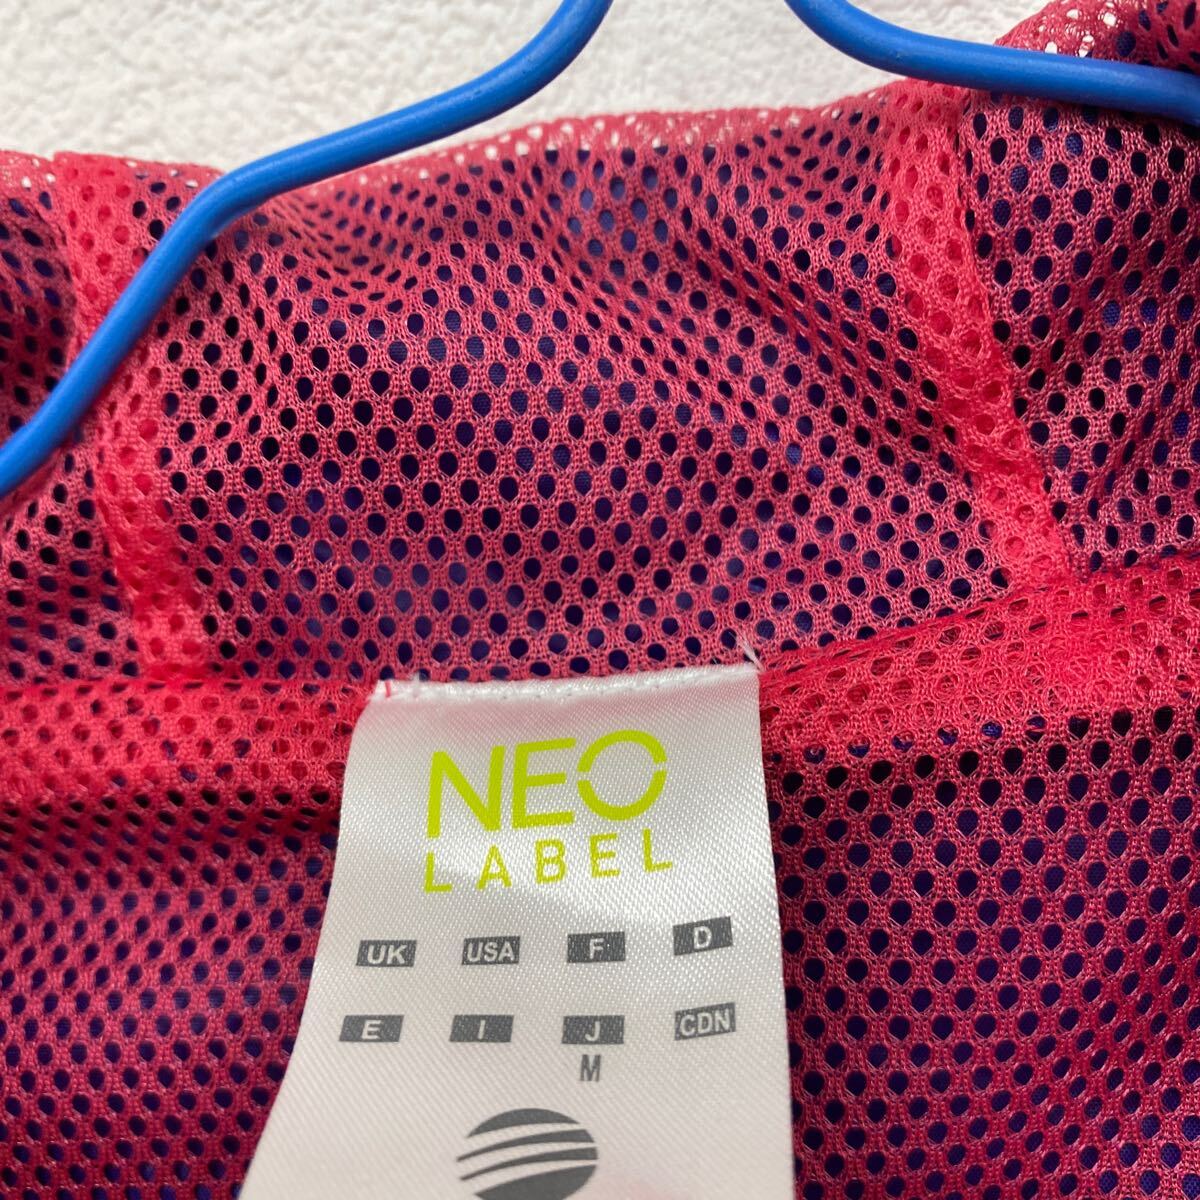 NEO
LABEL
UK USA F D
E I J CDN
M